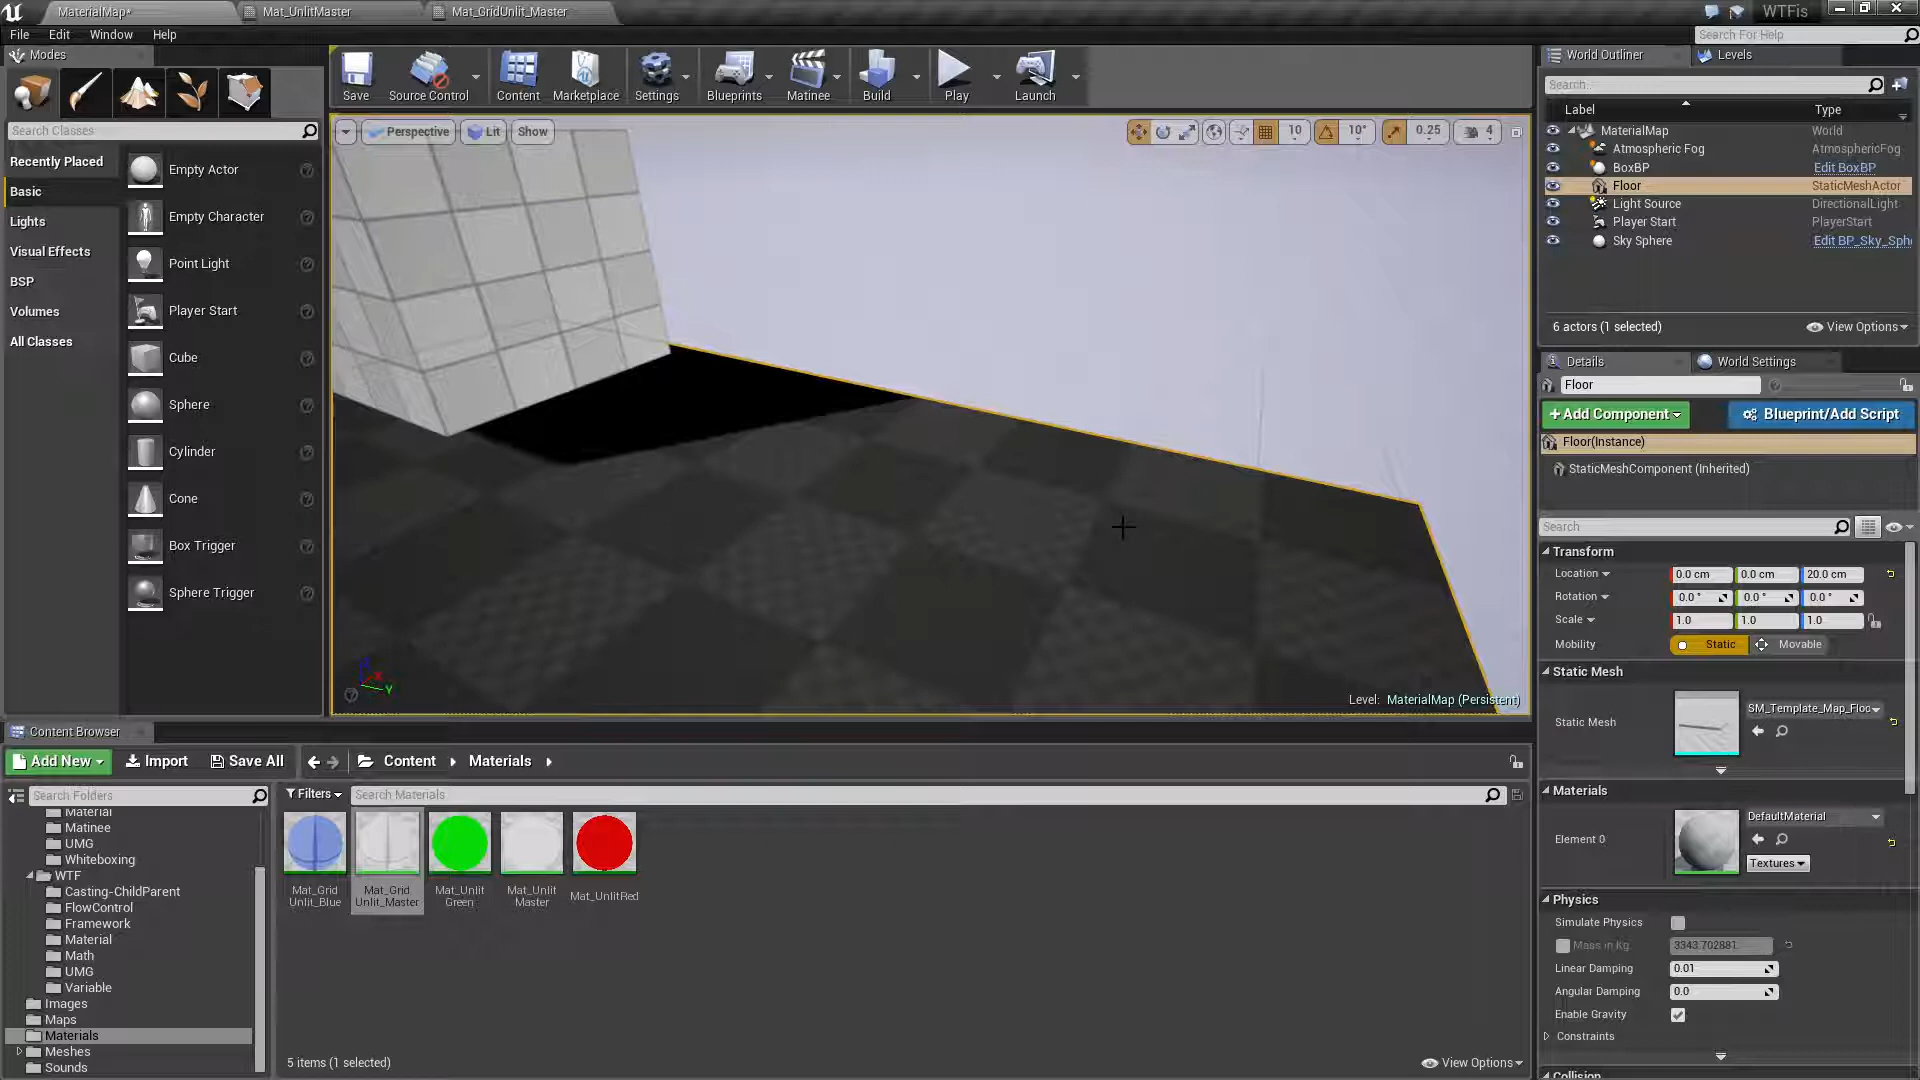 MaterialMap*
Mat_UnlitMaster
Mat_GridUnlit_Master
WTFis
File
Edit
Window
Help
Search For Help
Modes
Save
Source Control
Content
Marketplace
Settings
Blueprints
Matinee
Build
Play
Launch
World Outliner
Levels
Search...
Label
Type
MaterialMap
World
Atmospheric Fog
AtmosphericFog
BoxBP
Edit BoxBP
Floor
StaticMeshActor
Light Source
DirectionalLight
Player Start
PlayerStart
Sky Sphere
Edit BP_Sky_Sph
6 actors (1 selected)
View Options
Search Classes
Recently Placed
Basic
Lights
Visual Effects
BSP
Volumes
All Classes
Empty Actor
Empty Character
Point Light
Player Start
Cube
Sphere
Cylinder
Cone
Box Trigger
Sphere Trigger
Perspective
Lit
Show
10
10°
0.25
4
Level: MaterialMap (Persistent)
Details
World Settings
Floor
+Add Component
Blueprint/Add Script
Floor(Instance)
StaticMeshComponent (Inherited)
Search
Transform
Location
0.0 cm
0.0 cm
20.0 cm
Rotation
0.0 °
0.0 °
0.0 °
Scale
1.0
1.0
1.0
Mobility
Static
Movable
Static Mesh
Static Mesh
SM_Template_Map_Floo
Materials
Element 0
DefaultMaterial
Textures
Physics
Simulate Physics
Mass in Kg
3343.702881
Linear Damping
0.01
Angular Damping
0.0
Enable Gravity
Constraints
Collision
Content Browser
Add New
Import
Save All
Content
Materials
Search Folders
Filters
Search Materials
Material
Matinee
UMG
Whiteboxing
WTF
Casting-ChildParent
FlowControl
Framework
Material
Math
UMG
Variable
Images
Maps
Materials
Meshes
Sounds
Mat_Grid
Unlit_Blue
Mat_Grid
Unlit_Master
Mat_Unlit
Green
Mat_Unlit
Master
Mat_UnlitRed
5 items (1 selected)
View Options
X
Y